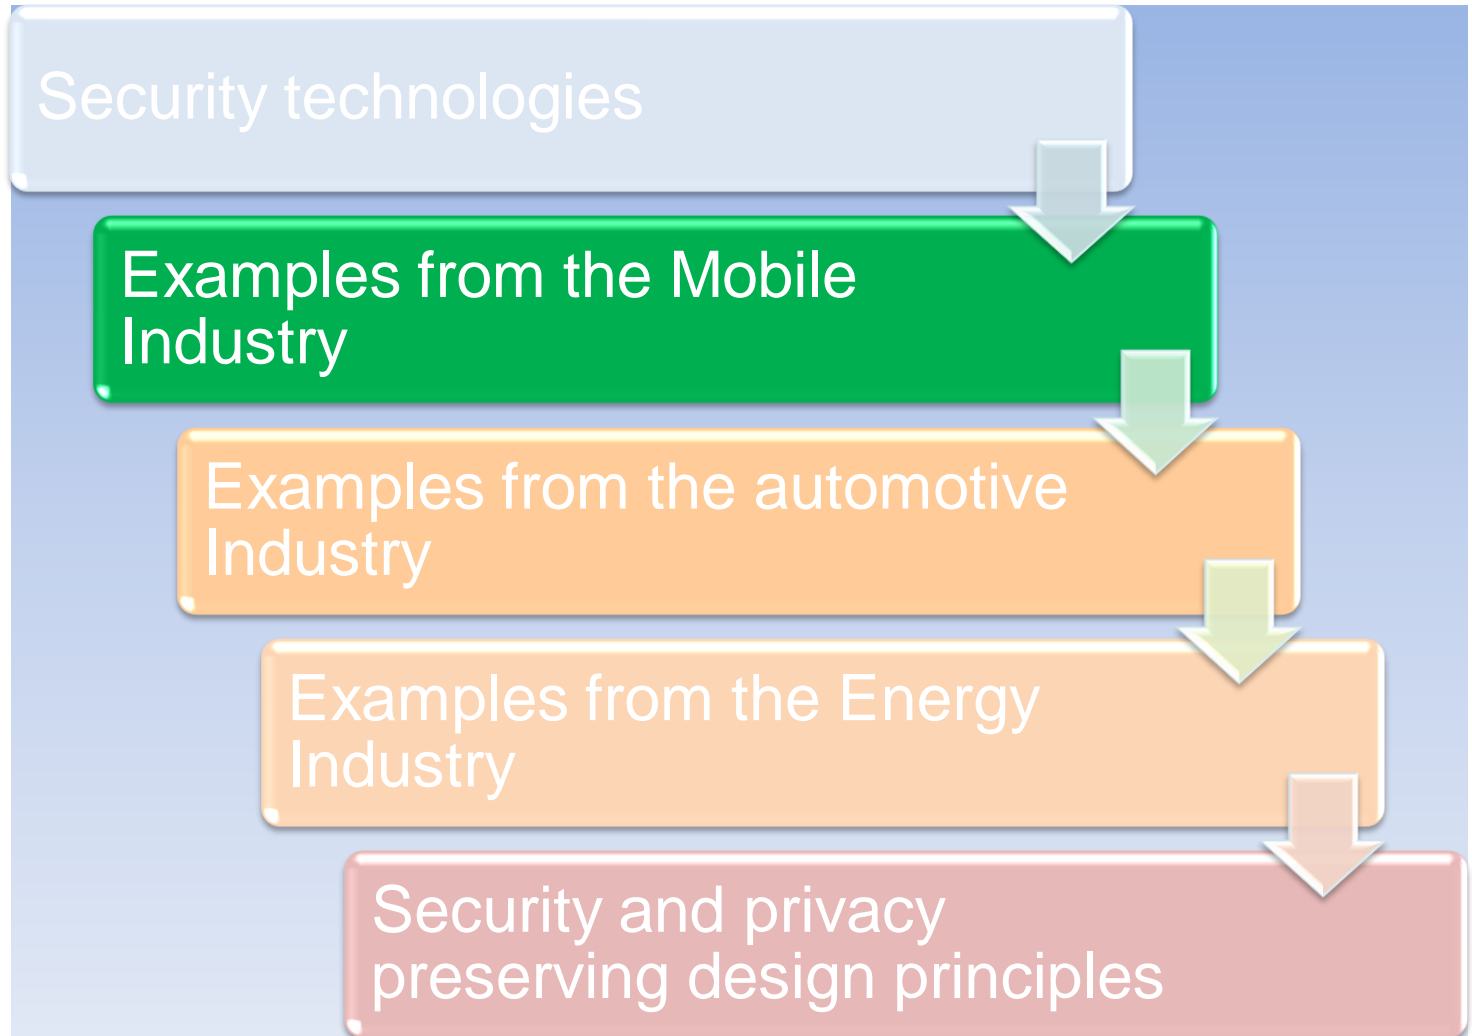 Security technologies
Examples from the Mobile
Industry
Examples from the automotive
Industry
Examples from the Energy
Industry
Security and privacy
preserving design principles